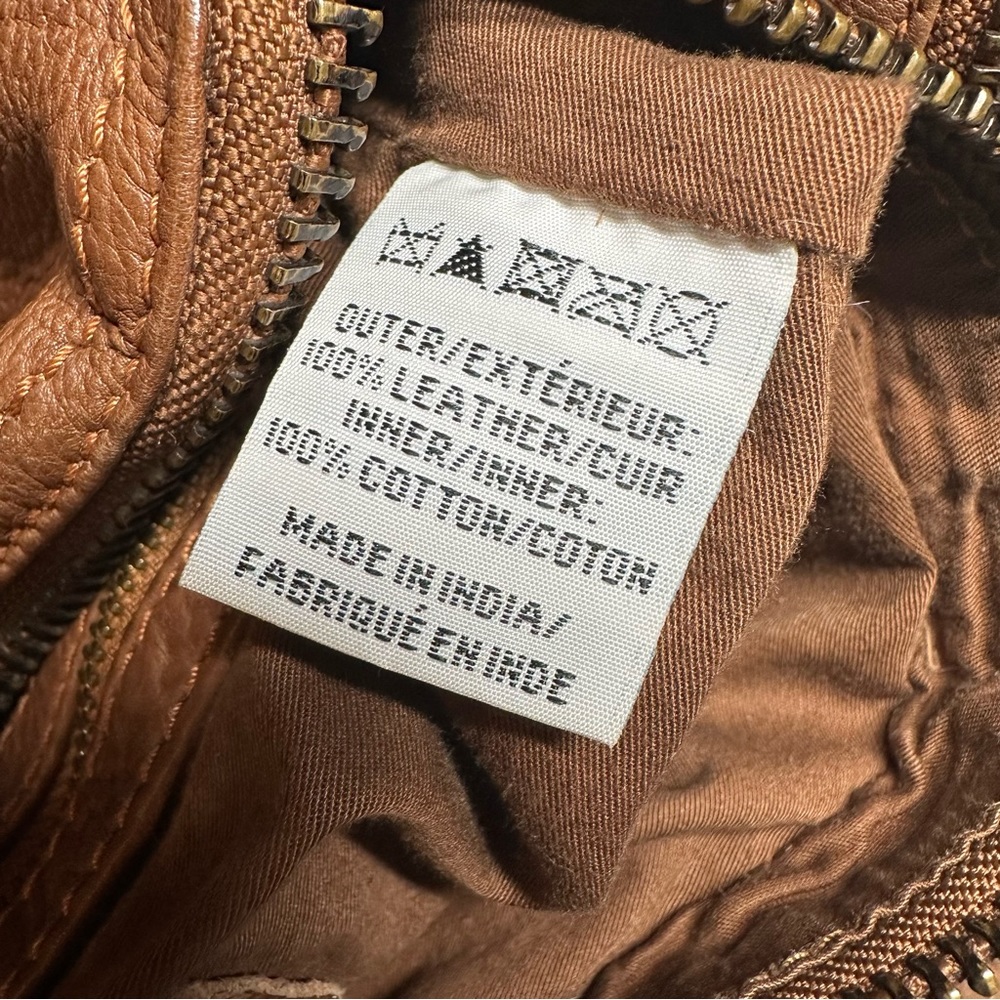 OUTER/EXTÉRIEUR:
100% LEATHER/CUIR
INNER/INNER:
100% COTTON/COTON
MADE IN INDIA/
FABRIQUÉ EN INDE